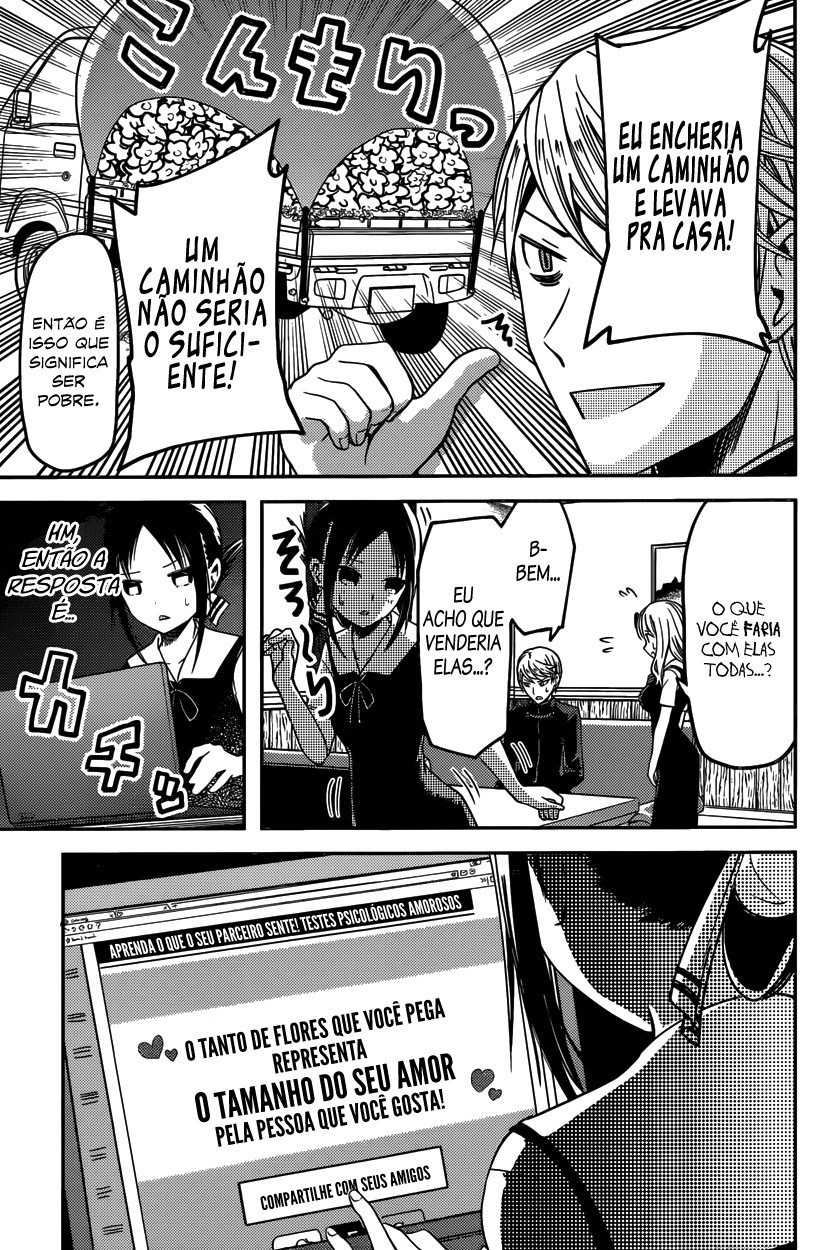 こんもりっ
EU ENCHERIA
UM CAMINHÃO
E LEVAVA
PRA CASA!
UM
CAMINHÃO
NÃO SERIA
O SUFICI-
ENTE!
ENTÃO É
ISSO QUE
SIGNIFICA
SER
POBRE.
O QUE
VOCÊ FARIA
COM ELAS
TODAS...?
B-
BEM...
EU
ACHO QUE
VENDERIA
ELAS...?
そろ〜り
HM,
ENTÃO A
RESPOSTA
É...
カチッ
APRENDA O QUE O SEU PARCEIRO SENTE! TESTES PSICOLÓGICOS AMOROSOS
O TANTO DE FLORES QUE VOCÊ PEGA
REPRESENTA
O TAMANHO DO SEU AMOR
PELA PESSOA QUE VOCÊ GOSTA!
COMPARTILHE COM SEUS AMIGOS